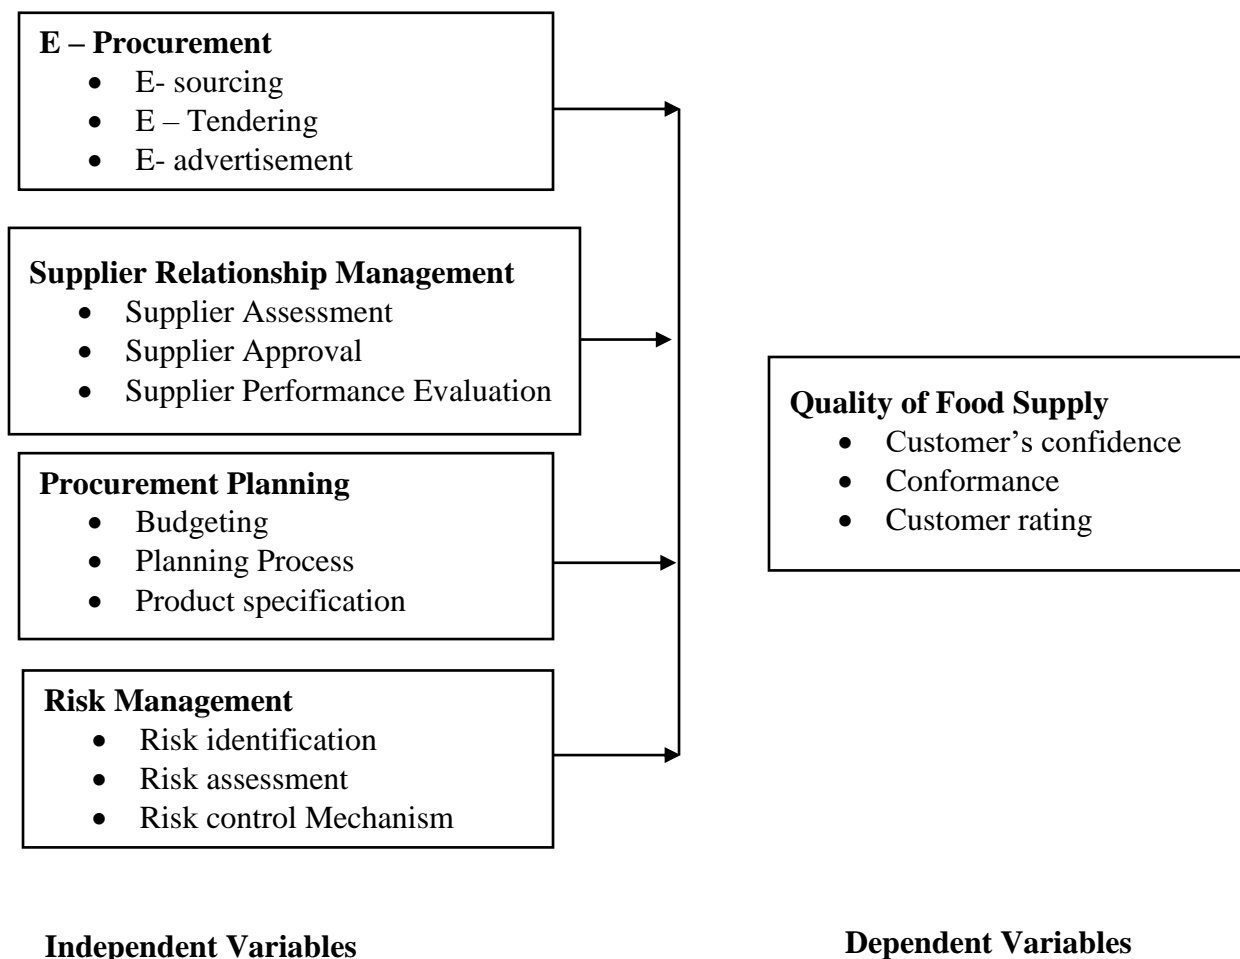 E – Procurement
• E- sourcing
• E – Tendering
• E- advertisement
Supplier Relationship Management
• Supplier Assessment
• Supplier Approval
• Supplier Performance Evaluation
Procurement Planning
• Budgeting
• Planning Process
• Product specification
Risk Management
• Risk identification
• Risk assessment
• Risk control Mechanism
Independent Variables
Quality of Food Supply
• Customer’s confidence
• Conformance
• Customer rating
Dependent Variables